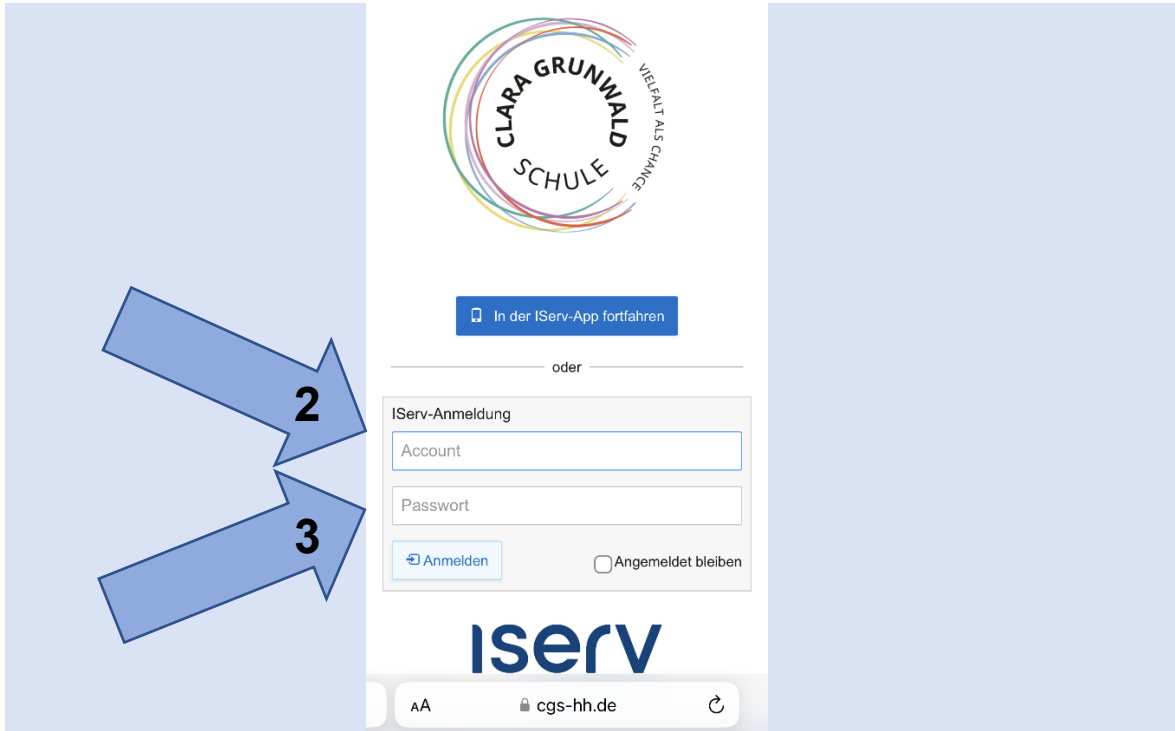 CLARA GRUNWALD
SCHULE
VIELFALT ALS CHANCE
In der IServ-App fortfahren
oder
2
IServ-Anmeldung
Account
3
Passwort
Anmelden
Angemeldet bleiben
Iserv
AA
cgs-hh.de